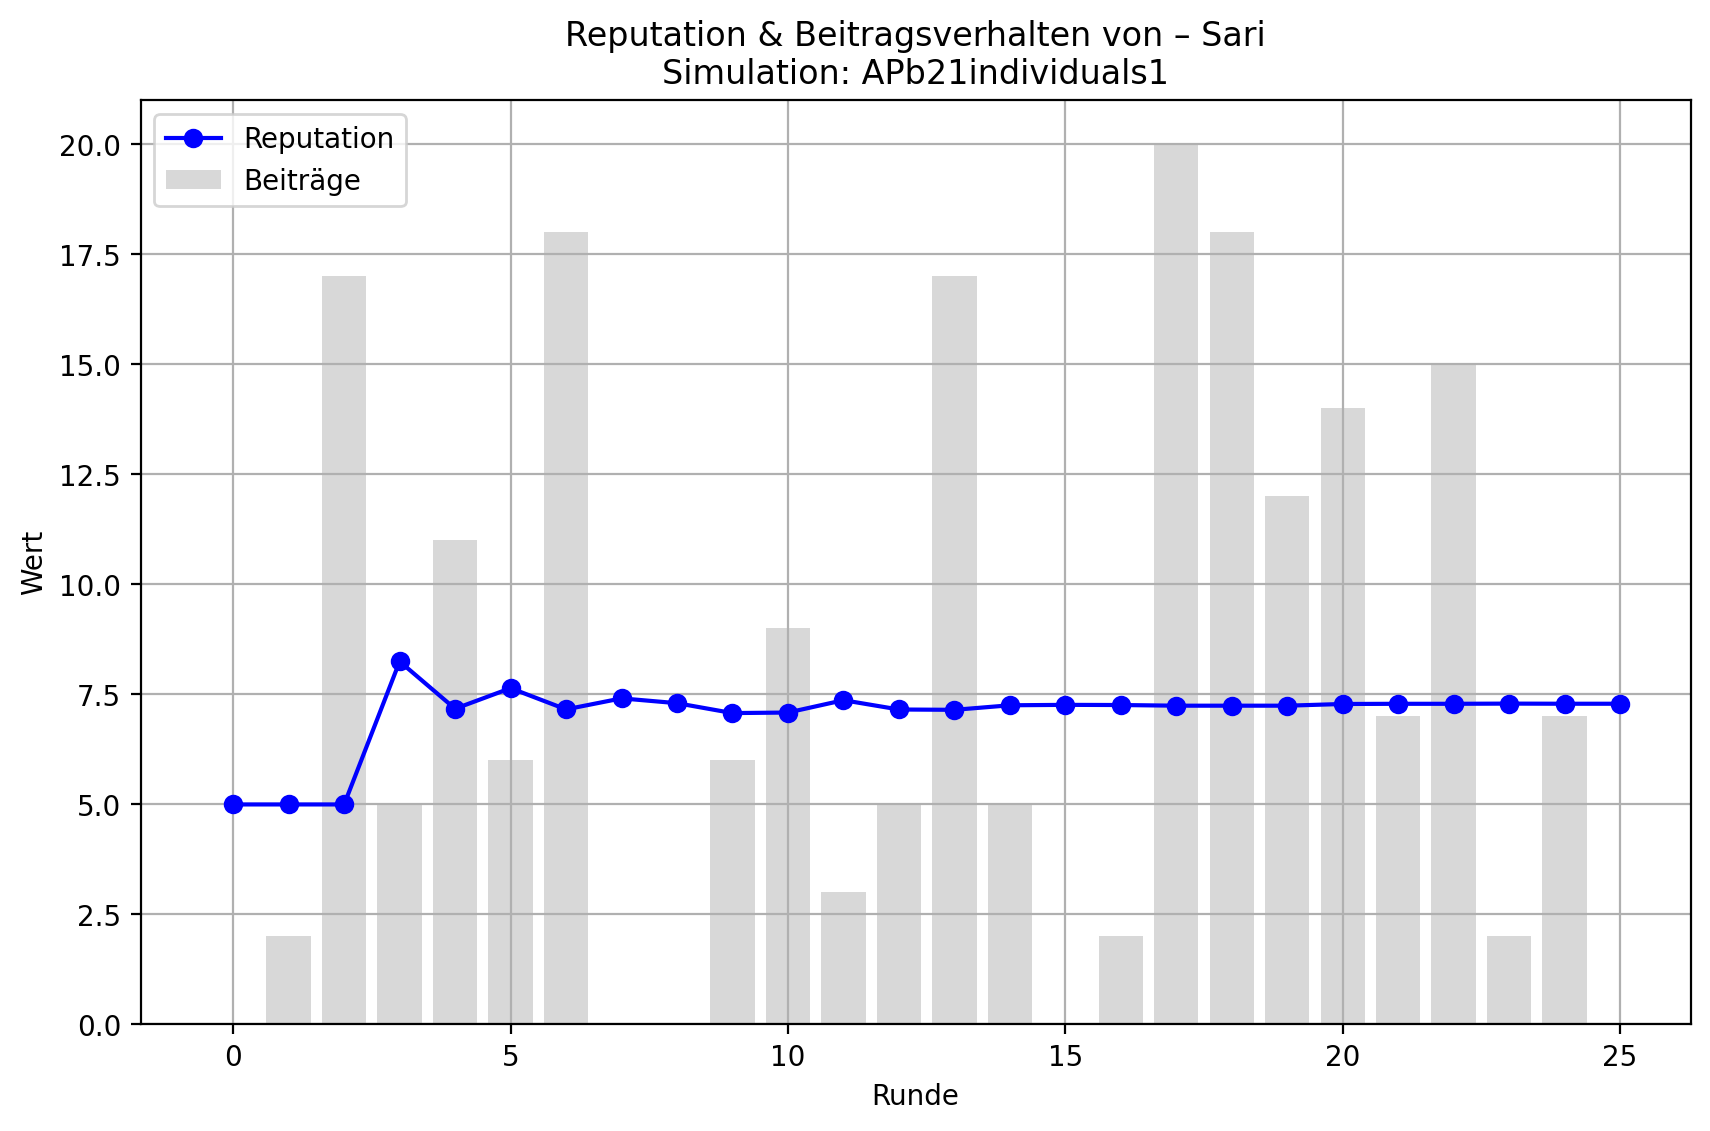 Reputation & Beitragsverhalten von – Sari
Simulation: APb21individuals1
Reputation
Beiträge
20.0
17.5
15.0
12.5
10.0
7.5
5.0
2.5
0.0
Wert
0 5 10 15 20 25
Runde